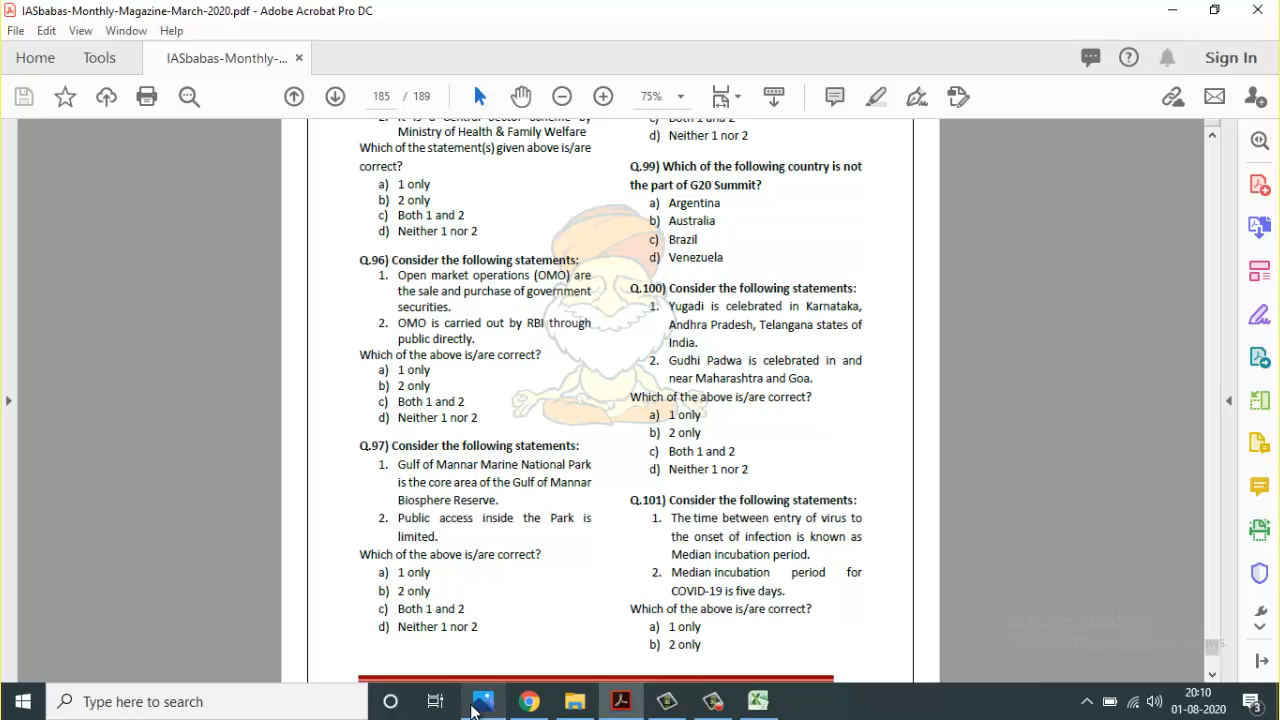 IASbabas-Monthly-Magazine-March-2020.pdf - Adobe Acrobat Pro DC
File Edit View Window Help
Home Tools IASbabas-Monthly-... × Sign In
185 / 189 75%
Ministry of Health & Family Welfare
Which of the statement(s) given above is/are
correct?
a) 1 only
b) 2 only
c) Both 1 and 2
d) Neither 1 nor 2
Q.96) Consider the following statements:
1. Open market operations (OMO) are
the sale and purchase of government
securities.
2. OMO is carried out by RBI through
public directly.
Which of the above is/are correct?
a) 1 only
b) 2 only
c) Both 1 and 2
d) Neither 1 nor 2
Q.97) Consider the following statements:
1. Gulf of Mannar Marine National Park
is the core area of the Gulf of Mannar
Biosphere Reserve.
2. Public access inside the Park is
limited.
Which of the above is/are correct?
a) 1 only
b) 2 only
c) Both 1 and 2
d) Neither 1 nor 2
d) Neither 1 nor 2
Q.99) Which of the following country is not
the part of G20 Summit?
a) Argentina
b) Australia
c) Brazil
d) Venezuela
Q.100) Consider the following statements:
1. Yugadi is celebrated in Karnataka,
Andhra Pradesh, Telangana states of
India.
2. Gudhi Padwa is celebrated in and
near Maharashtra and Goa.
Which of the above is/are correct?
a) 1 only
b) 2 only
c) Both 1 and 2
d) Neither 1 nor 2
Q.101) Consider the following statements:
1. The time between entry of virus to
the onset of infection is known as
Median incubation period.
2. Median incubation period for
COVID-19 is five days.
Which of the above is/are correct?
a) 1 only
b) 2 only
Type here to search
20:10
01-08-2020
3